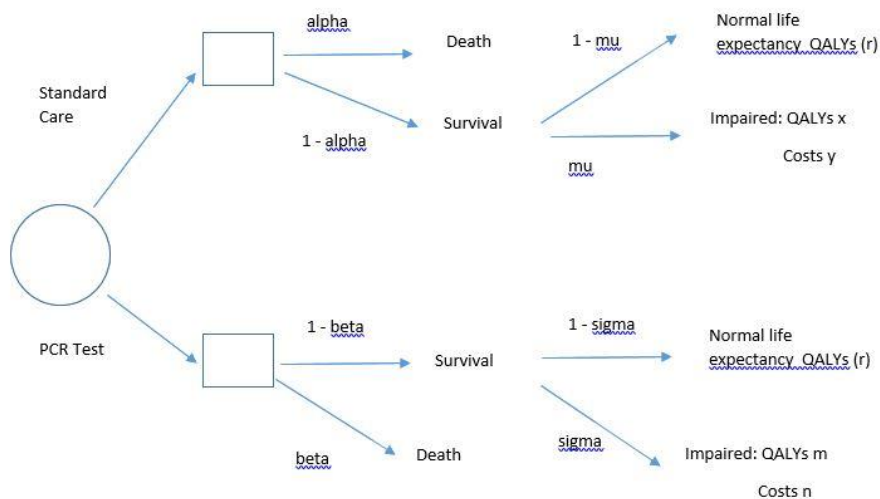 Standard
Care
alpha
Death
1 - alpha
Survival
1 - mu
Normal life
expectancy QALYs (r)
mu
Impaired: QALYs x
Costs y
PCR Test
1 - beta
Survival
beta
Death
1 - sigma
Normal life
expectancy QALYs (r)
sigma
Impaired: QALYs m
Costs n